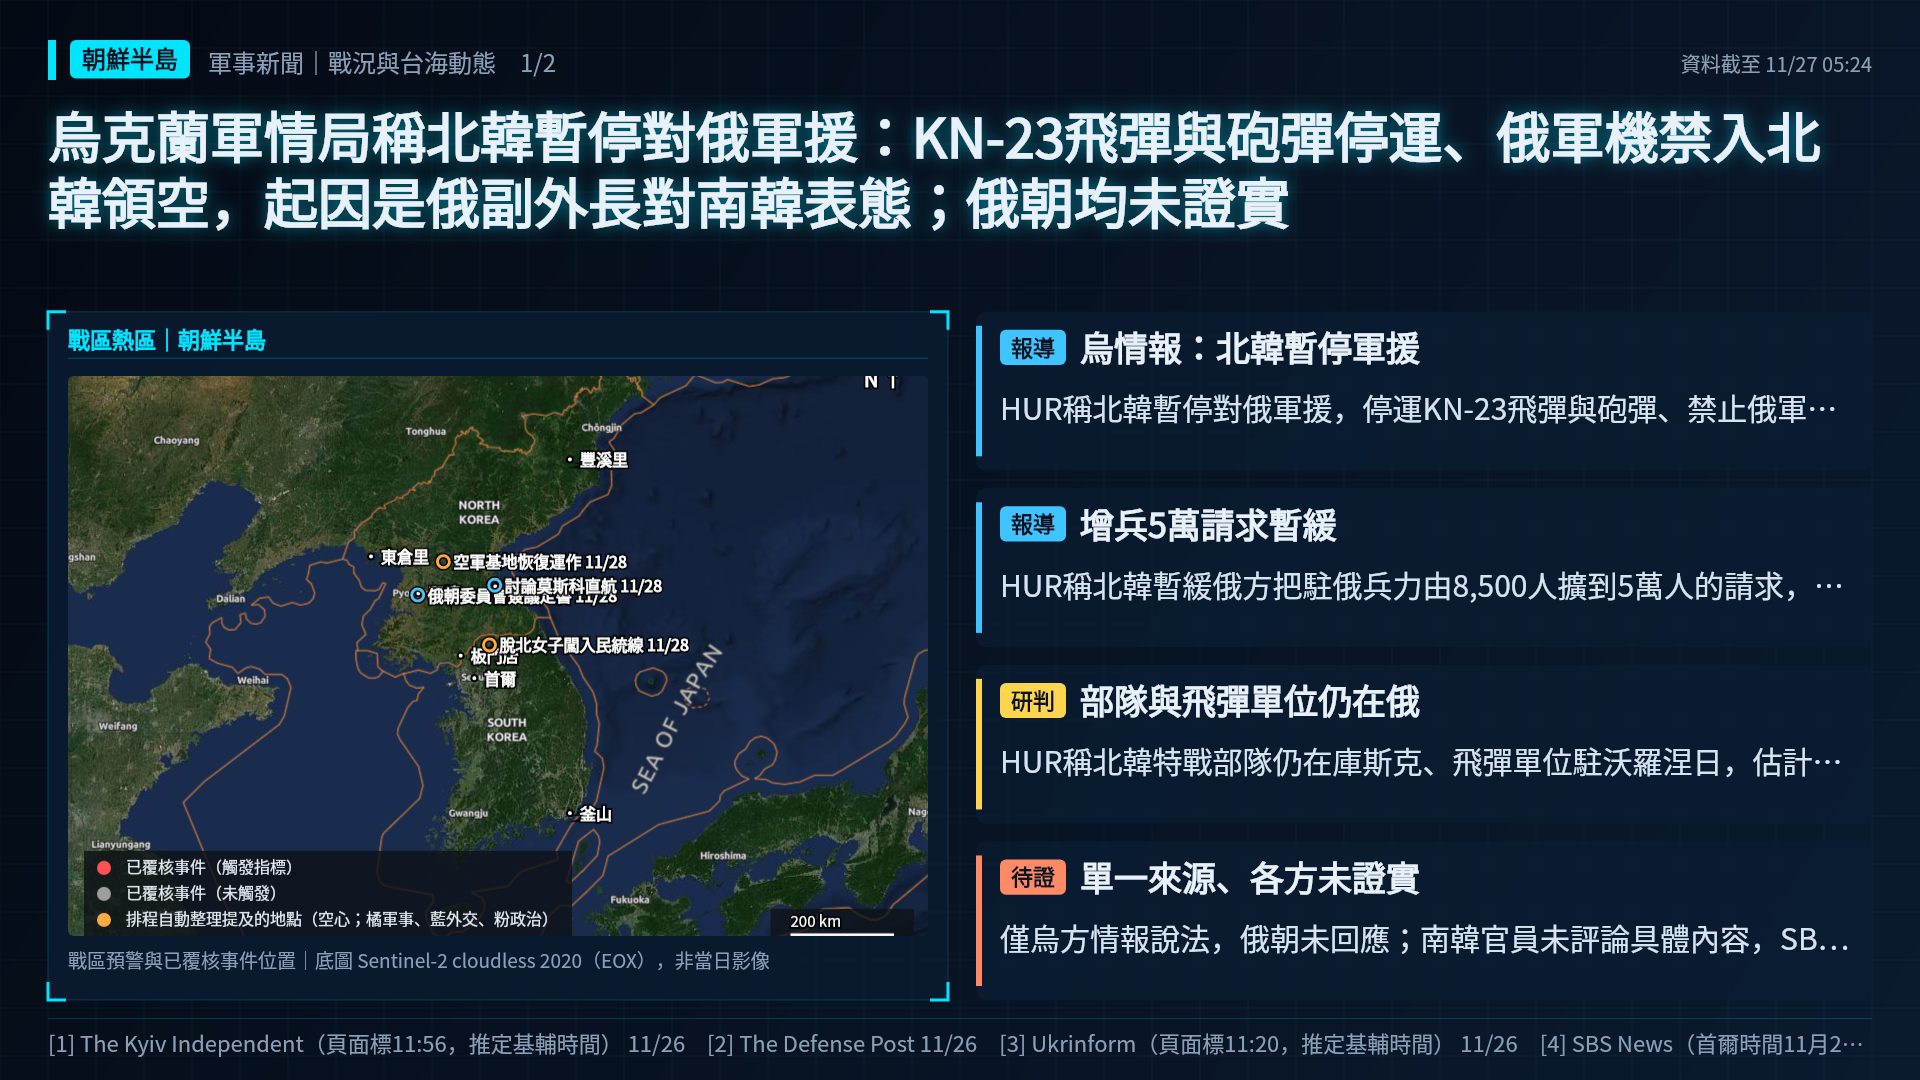 朝鮮半島 軍事新聞｜戰況與台海動態 1/2
資料截至 11/27 05:24
烏克蘭軍情局稱北韓暫停對俄軍援：KN-23飛彈與砲彈停運、俄軍機禁入北
韓領空，起因是俄副外長對南韓表態；俄朝均未證實
戰區熱區｜朝鮮半島
N
Chaoyang
Tonghua
Chŏngjin
豐溪里
NORTH
KOREA
gshan
東倉里
空軍基地恢復運作 11/28
討論莫斯科直航 11/28
Dalian
俄朝委員會簽議定書 11/28
脫北女子闖入民統線 11/28
板門店
首爾
Weihai
Weifang
SOUTH
KOREA
SEA OF JAPAN
Gwangju
釜山
Nag
Lianyungang
Hiroshima
Fukuoka
已覆核事件（觸發指標）
已覆核事件（未觸發）
排程自動整理提及的地點（空心；橘軍事、藍外交、粉政治）
200 km
戰區預警與已覆核事件位置｜底圖 Sentinel-2 cloudless 2020（EOX），非當日影像
報導 烏情報：北韓暫停軍援
HUR稱北韓暫停對俄軍援，停運KN-23飛彈與砲彈、禁止俄軍…
報導 增兵5萬請求暫緩
HUR稱北韓暫緩俄方把駐俄兵力由8,500人擴到5萬人的請求，…
研判 部隊與飛彈單位仍在俄
HUR稱北韓特戰部隊仍在庫斯克、飛彈單位駐沃羅涅日，估計…
待證 單一來源、各方未證實
僅烏方情報說法，俄朝未回應；南韓官員未評論具體內容，SB…
[1] The Kyiv Independent（頁面標11:56，推定基輔時間） 11/26 [2] The Defense Post 11/26 [3] Ukrinform（頁面標11:20，推定基輔時間） 11/26 [4] SBS News（首爾時間11月2…